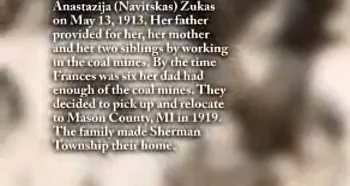 Anastazija (Navitskas) Zukas
on May 13, 1913. Her father
provided for her, her mother
and her two siblings by working
in the coal mines. By the time
Frances was six her dad had
enough of the coal mines. They
decided to pick up and relocate
to Mason County, MI in 1919.
The family made Sherman
Township their home.